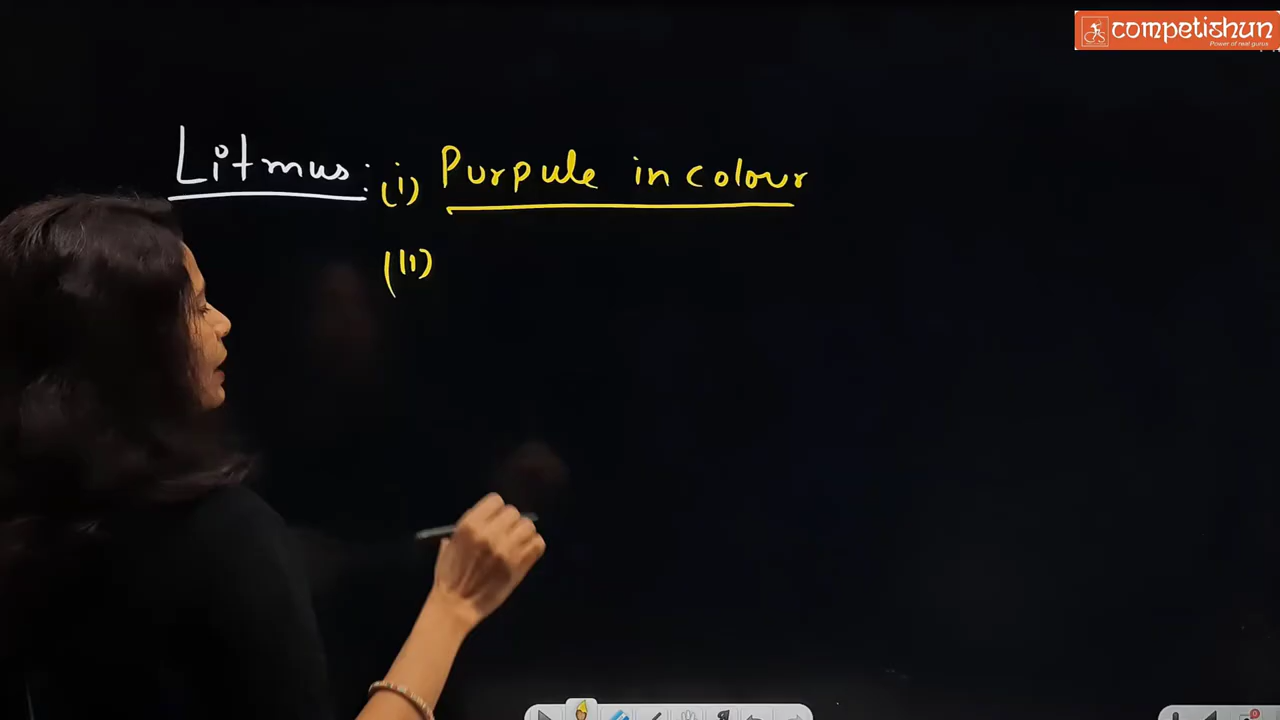 competishun
Power of real gurus
Litmus: (i) Purpule in colour
(ii)